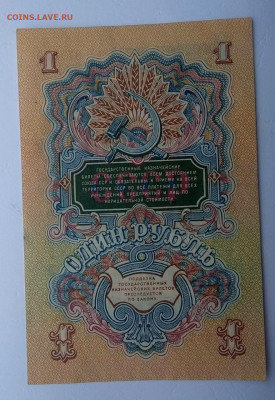 COINS.LAVE.RU
1 1
ГОСУДАРСТВЕННЫЕ КАЗНАЧЕЙСКИЕ
БИЛЕТЫ ОБЕСПЕЧИВАЮТСЯ ВСЕМ ДОСТОЯНИЕМ
СОЮЗА ССР И ОБЯЗАТЕЛЬНЫ К ПРИЕМУ НА ВСЕЙ
ТЕРРИТОРИИ СССР ВО ВСЕ ПЛАТЕЖИ ДЛЯ ВСЕХ
УЧРЕЖДЕНИЙ, ПРЕДПРИЯТИЙ И ЛИЦ ПО
НАРИЦАТЕЛЬНОЙ СТОИМОСТИ
ОДИН РУБЛЬ
ПОДДЕЛКА
ГОСУДАРСТВЕННЫХ
КАЗНАЧЕЙСКИХ БИЛЕТОВ
ПРЕСЛЕДУЕТСЯ
ПО ЗАКОНУ
1 1